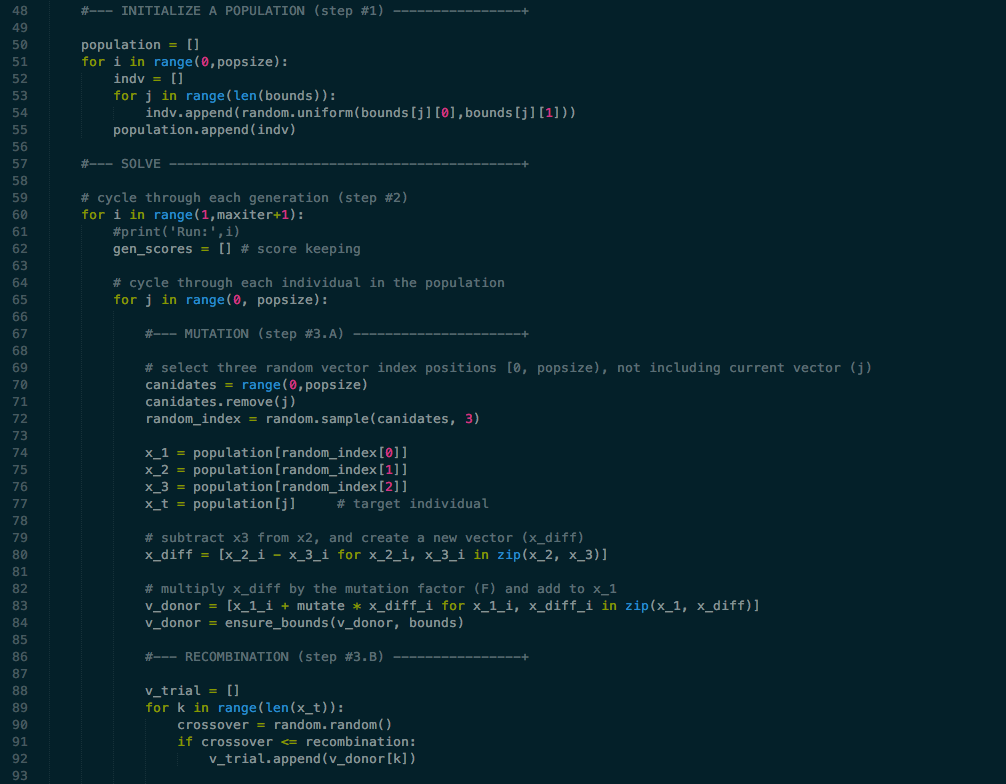 48 #--- INITIALIZE A POPULATION (step #1) ----------------+
49
50 population = []
51 for i in range(0,popsize):
52 indv = []
53 for j in range(len(bounds)):
54 indv.append(random.uniform(bounds[j][0],bounds[j][1]))
55 population.append(indv)
56
57 #--- SOLVE --------------------------------------------+
58
59 # cycle through each generation (step #2)
60 for i in range(1,maxiter+1):
61 #print('Run:',i)
62 gen_scores = [] # score keeping
63
64 # cycle through each individual in the population
65 for j in range(0, popsize):
66
67 #--- MUTATION (step #3.A) ---------------------+
68
69 # select three random vector index positions [0, popsize), not including current vector (j)
70 canidates = range(0,popsize)
71 canidates.remove(j)
72 random_index = random.sample(canidates, 3)
73
74 x_1 = population[random_index[0]]
75 x_2 = population[random_index[1]]
76 x_3 = population[random_index[2]]
77 x_t = population[j]     # target individual
78
79 # subtract x3 from x2, and create a new vector (x_diff)
80 x_diff = [x_2_i - x_3_i for x_2_i, x_3_i in zip(x_2, x_3)]
81
82 # multiply x_diff by the mutation factor (F) and add to x_1
83 v_donor = [x_1_i + mutate * x_diff_i for x_1_i, x_diff_i in zip(x_1, x_diff)]
84 v_donor = ensure_bounds(v_donor, bounds)
85
86 #--- RECOMBINATION (step #3.B) ----------------+
87
88 v_trial = []
89 for k in range(len(x_t)):
90 crossover = random.random()
91 if crossover <= recombination:
92 v_trial.append(v_donor[k])
93